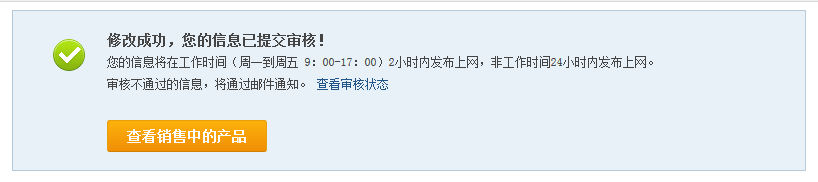 修改成功，您的信息已提交审核！
您的信息将在工作时间（周一到周五 9：00-17：00）2小时内发布上网，非工作时间24小时内发布上网。
审核不通过的信息，将通过邮件通知。 查看审核状态
查看销售中的产品